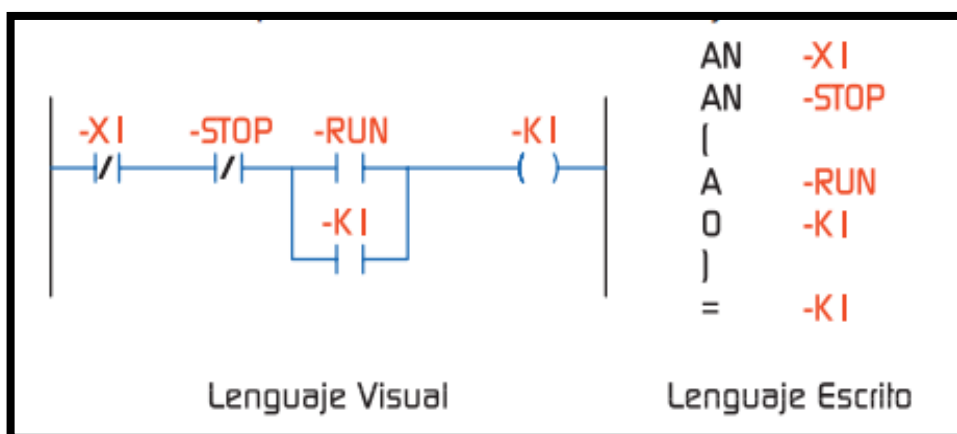 -X1 -STOP -RUN -K1
-K1
Lenguaje Visual
AN -X1
AN -STOP
(
A -RUN
O -K1
)
= -K1
Lenguaje Escrito